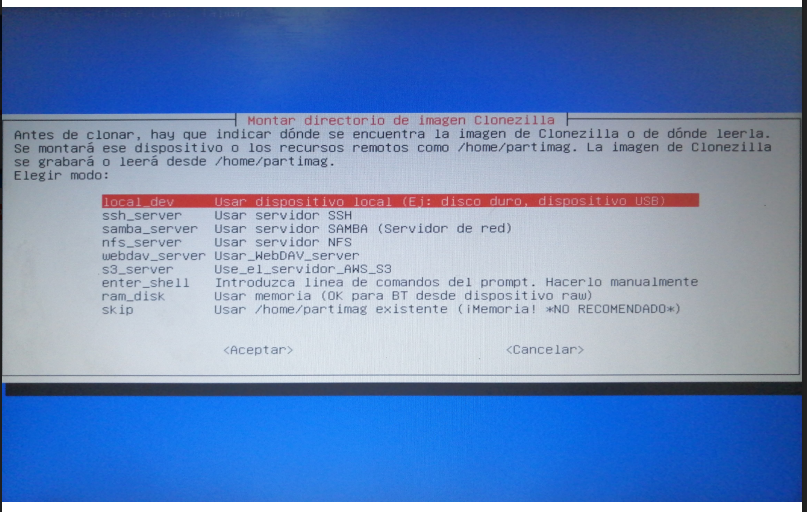 Montar directorio de imagen Clonezilla
Antes de clonar, hay que indicar dónde se encuentra la imagen de Clonezilla o de dónde leerla.
Se montará ese dispositivo o los recursos remotos como /home/partimag. La imagen de Clonezilla
se grabará o leerá desde /home/partimag.
Elegir modo:
local_dev Usar dispositivo local (Ej: disco duro, dispositivo USB)
ssh_server Usar servidor SSH
samba_server Usar servidor SAMBA (Servidor de red)
nfs_server Usar servidor NFS
webdav_server Usar_WebDAV_server
s3_server Use_el_servidor_AWS_S3
enter_shell Introduzca linea de comandos del prompt. Hacerlo manualmente
ram_disk Usar memoria (OK para BT desde dispositivo raw)
skip Usar /home/partimag existente (¡Memoria! *NO RECOMENDADO*)
<Aceptar> <Cancelar>